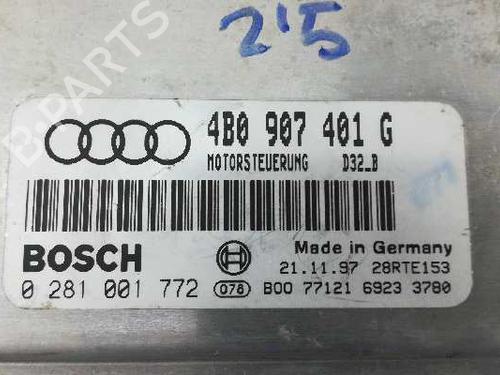 2'5
B-PARTS
4B0 907 401 G
MOTORSTEUERUNG D32_B
BOSCH
Made in Germany
21.11.97 28RTE153
0 281 001 772 078 B00 77121 6923 3780